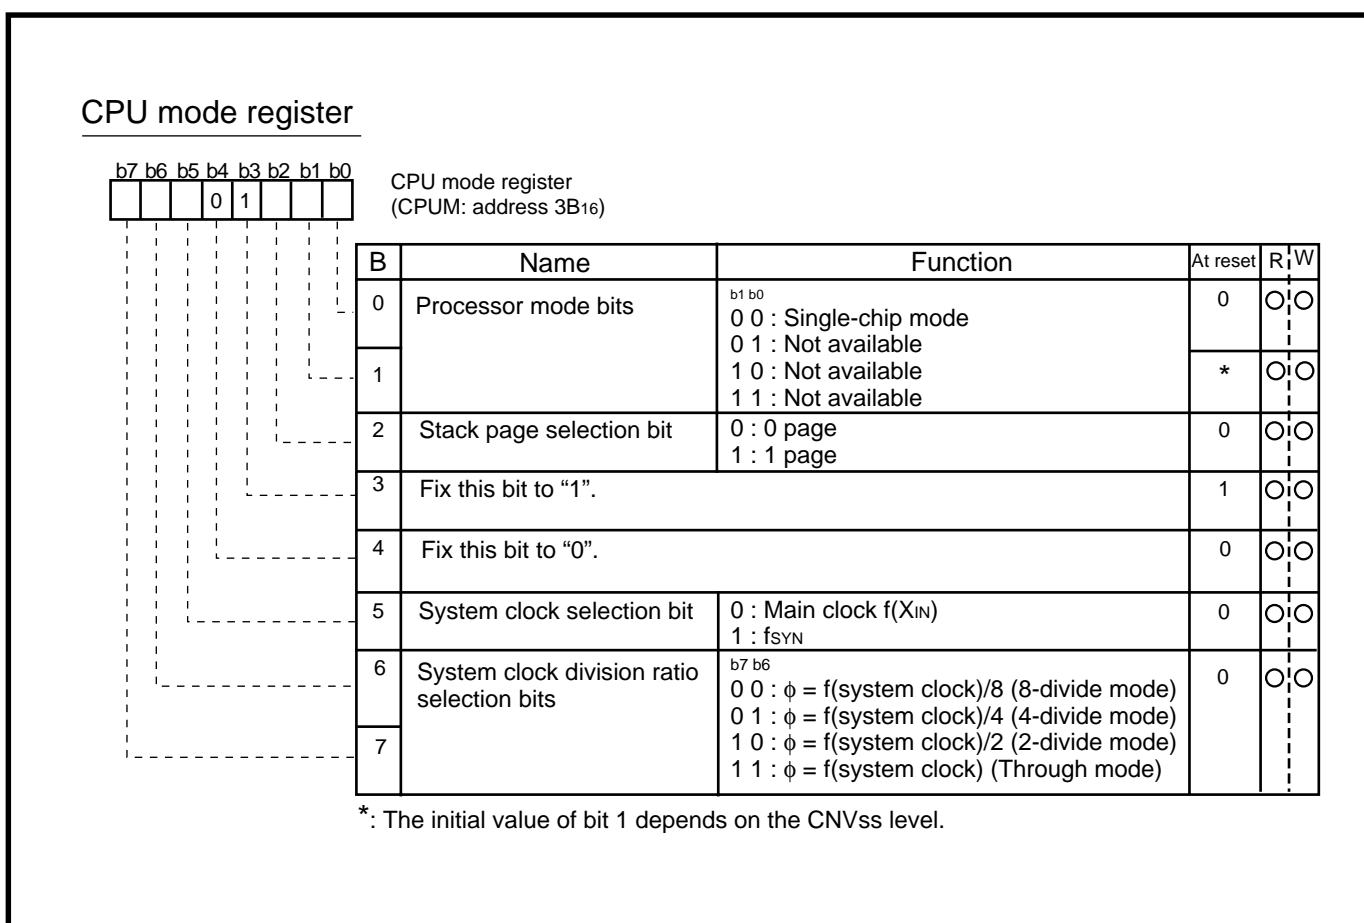 CPU mode register
b7 b6 b5 b4 b3 b2 b1 b0
0 1
CPU mode register
(CPUM: address 3B16)
B Name Function At reset R W
0 Processor mode bits b1 b0 0
0 0 : Single-chip mode
0 1 : Not available
1 1 0 : Not available *
1 1 : Not available
2 Stack page selection bit 0 : 0 page 0
1 : 1 page
3 Fix this bit to “1”. 1
4 Fix this bit to “0”. 0
5 System clock selection bit 0 : Main clock f(XIN) 0
1 : fSYN
6 System clock division ratio b7 b6 0
selection bits 0 0 : ϕ = f(system clock)/8 (8-divide mode)
0 1 : ϕ = f(system clock)/4 (4-divide mode)
7 1 0 : ϕ = f(system clock)/2 (2-divide mode)
1 1 : ϕ = f(system clock) (Through mode)
*: The initial value of bit 1 depends on the CNVss level.